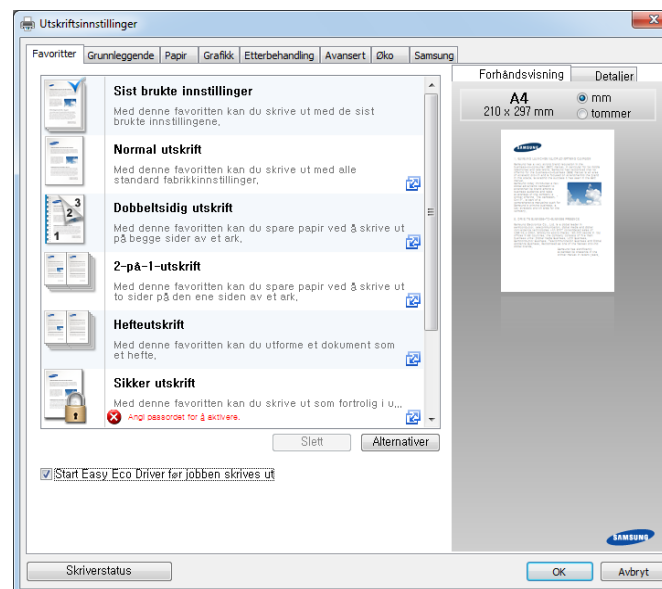 Utskriftsinnstillinger
Favoritter Grunnleggende Papir Grafikk Etterbehandling Avansert Øko Samsung
Sist brukte innstillinger
Med denne favoritten kan du skrive ut med de sist
brukte innstillingene.
Normal utskrift
Med denne favoritten kan du skrive ut med alle
standard fabrikkinnstillinger.
Dobbeltsidig utskrift
Med denne favoritten kan du spare papir ved å skrive ut
på begge sider av et ark.
2-på-1-utskrift
Med denne favoritten kan du spare papir ved å skrive ut
to sider på den ene siden av et ark.
Hefteutskrift
Med denne favoritten kan du utforme et dokument som
et hefte.
Sikker utskrift
Med denne favoritten kan du skrive ut som fortrolig i u...
Angi passordet for å aktivere.
Slett Alternativer
Start Easy Eco Driver før jobben skrives ut
Forhåndsvisning Detaljer
A4
210 x 297 mm
mm
tommer
SAMSUNG
SAMSUNG
Skriverstatus
OK Avbryt